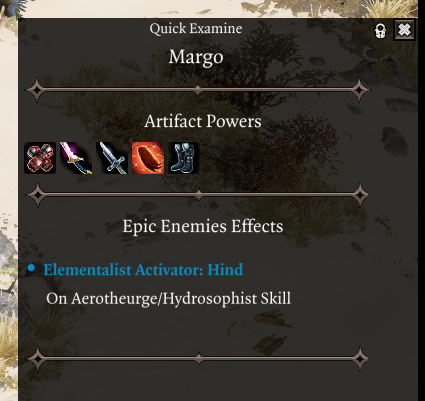 Quick Examine
Margo
Artifact Powers
Epic Enemies Effects
Elementalist Activator: Hind
On Aerotheurge/Hydrosophist Skill